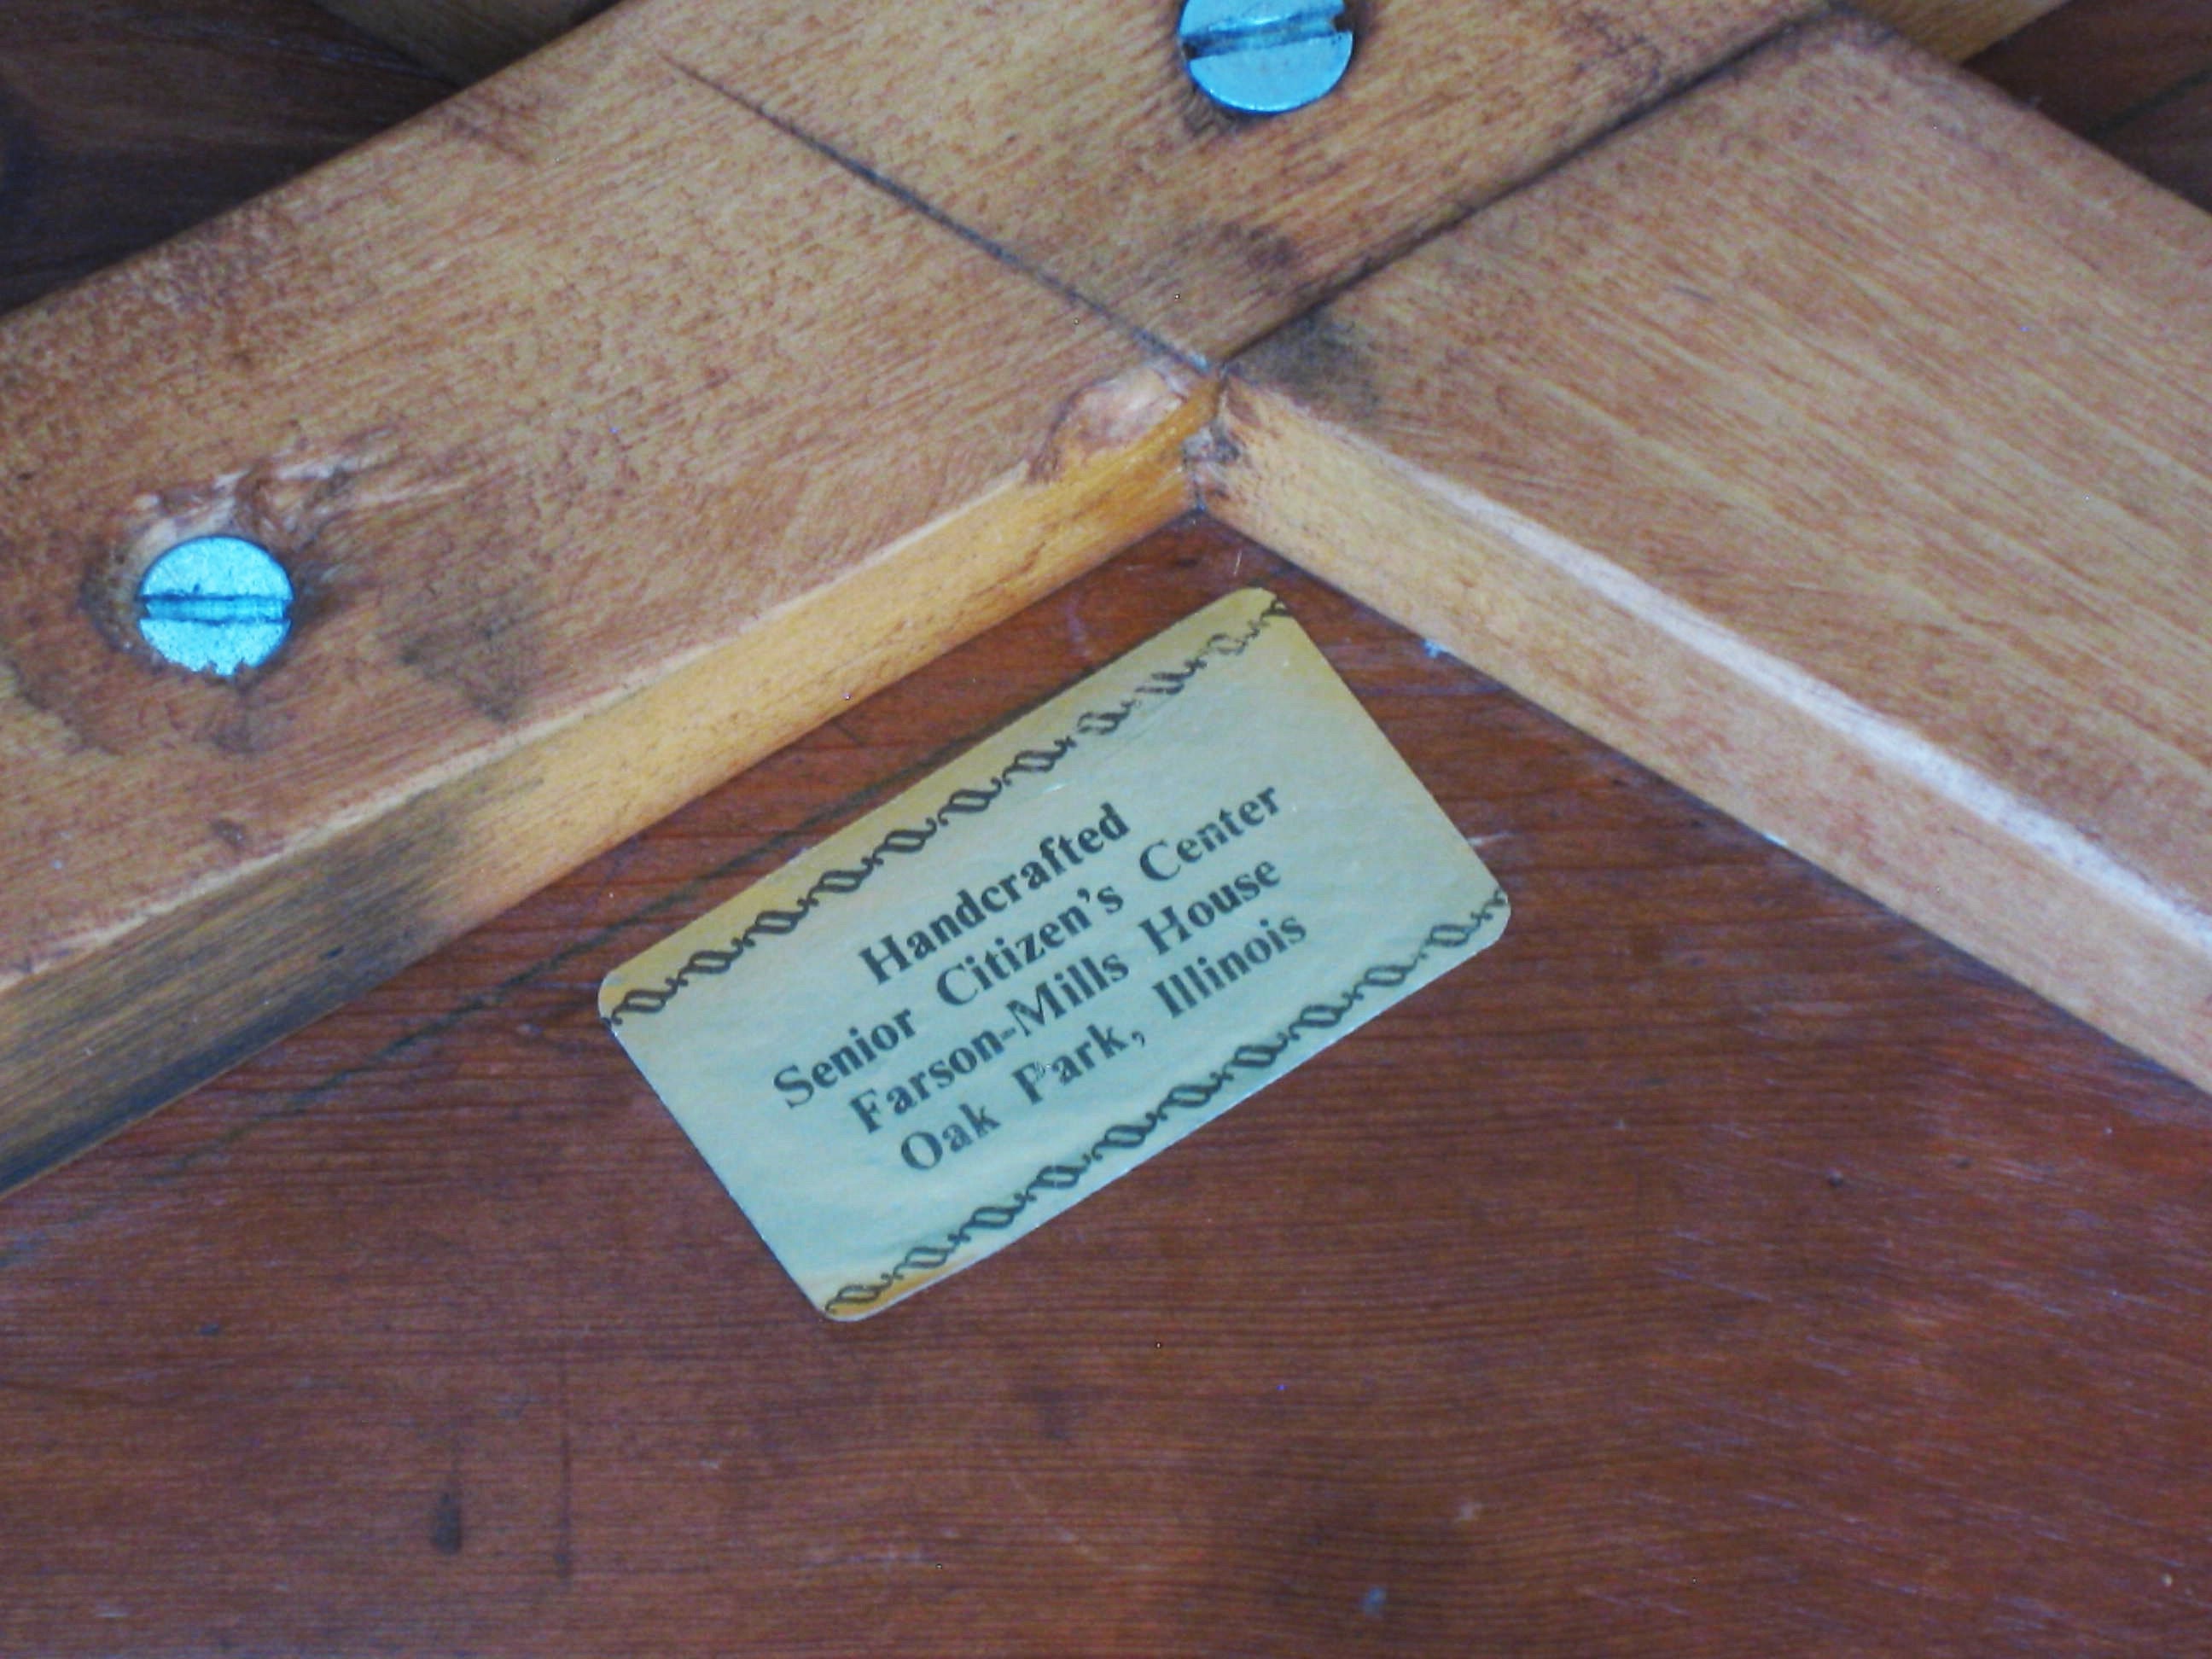 Handcrafted
Senior Citizen's Center
Farson-Mills House
Oak Park, Illinois